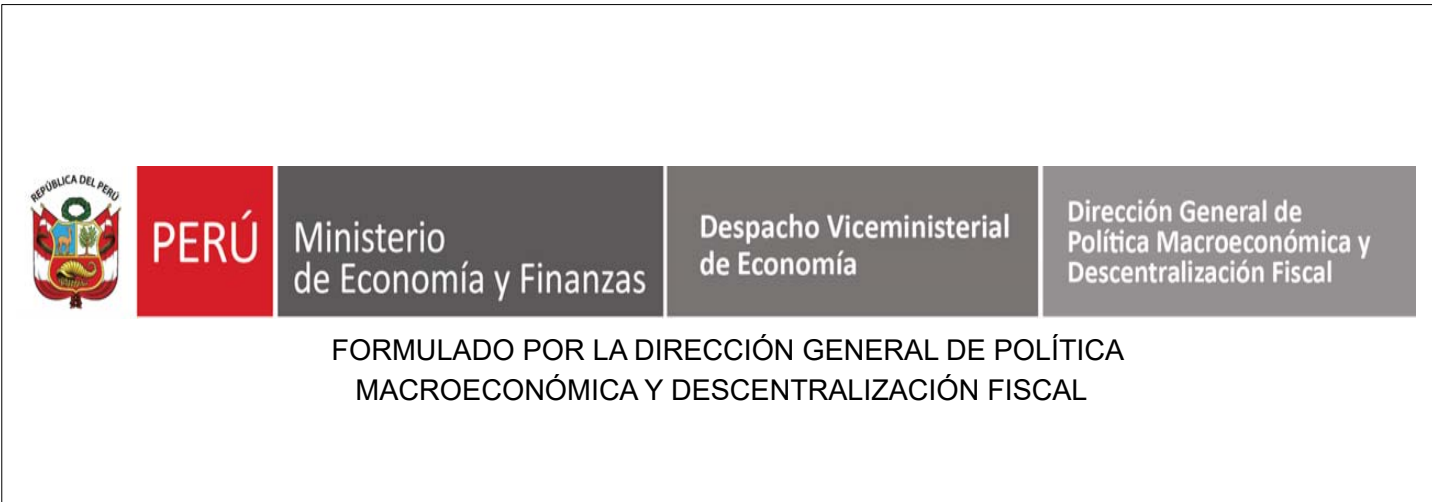 REPÚBLICA DEL PERÚ
PERÚ
Ministerio
de Economía y Finanzas
Despacho Viceministerial
de Economía
Dirección General de
Política Macroeconómica y
Descentralización Fiscal
FORMULADO POR LA DIRECCIÓN GENERAL DE POLÍTICA
MACROECONÓMICA Y DESCENTRALIZACIÓN FISCAL